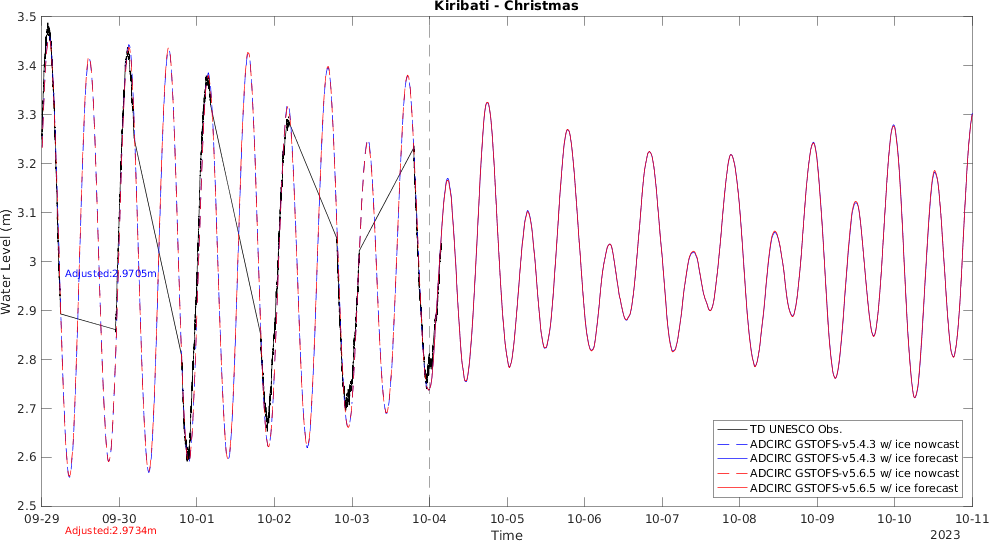 Kiribati - Christmas
3.5
3.4
3.3
3.2
3.1
3
2.9
2.8
2.7
2.6
2.5
Water Level (m)
Adjusted:2.9705m
TD UNESCO Obs.
ADCIRC GSTOFS-v5.4.3 w/ ice nowcast
ADCIRC GSTOFS-v5.4.3 w/ ice forecast
ADCIRC GSTOFS-v5.6.5 w/ ice nowcast
ADCIRC GSTOFS-v5.6.5 w/ ice forecast
09-29 09-30 10-01 10-02 10-03 10-04 10-05 10-06 10-07 10-08 10-09 10-10 10-11
Adjusted:2.9734m
Time
2023